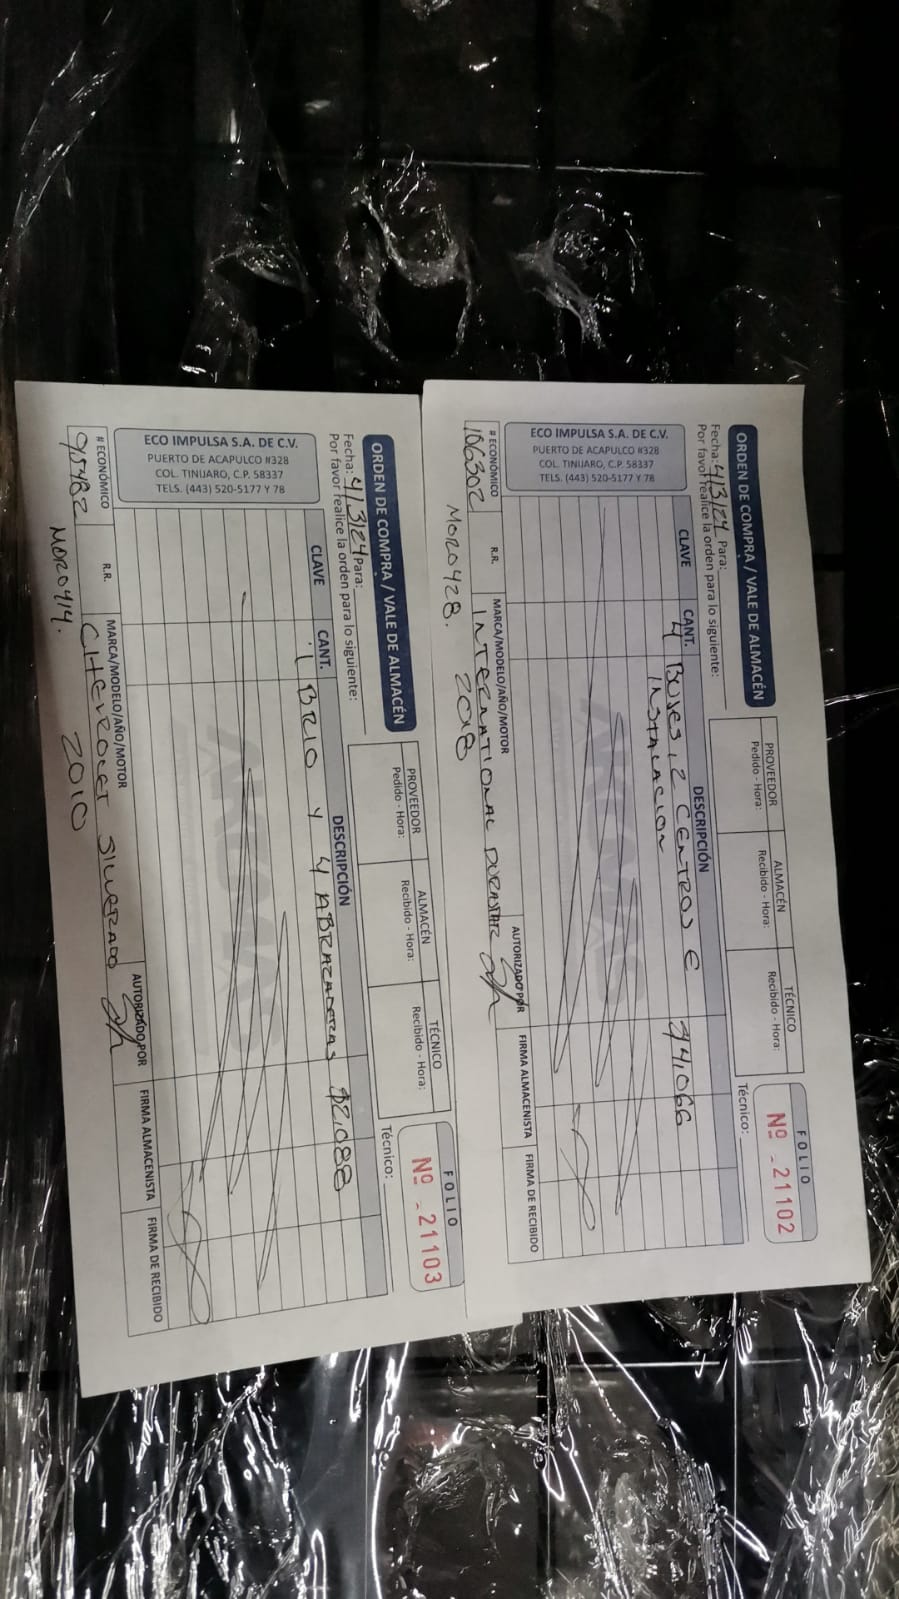 ORDEN DE COMPRA / VALE DE ALMACÉN
Fecha: 4/3/24 Para:
Por favor realice la orden para lo siguiente:
PROVEEDOR
Pedido - Hora:
ALMACÉN
Recibido - Hora:
TÉCNICO
Recibido - Hora:
FOLIO
Nº - 21102
Técnico:
ECO IMPULSA S.A. DE C.V.
PUERTO DE ACAPULCO #328
COL. TINIJARO, C.P. 58337
TELS. (443) 520-5177 Y 78
CLAVE CANT. DESCRIPCIÓN
4 BUJES, 2 CENTROS E $4,066
INSTALACION
# ECONÓMICO R.R. MARCA/MODELO/AÑO/MOTOR AUTORIZADO POR FIRMA ALMACENISTA FIRMA DE RECIBIDO
106302 INTERNATIONAL DURASTAR
MORO428. 2018
ORDEN DE COMPRA / VALE DE ALMACÉN
Fecha: 4/3/24 Para:
Por favor realice la orden para lo siguiente:
PROVEEDOR
Pedido - Hora:
ALMACÉN
Recibido - Hora:
TÉCNICO
Recibido - Hora:
FOLIO
Nº - 21103
Técnico:
ECO IMPULSA S.A. DE C.V.
PUERTO DE ACAPULCO #328
COL. TINIJARO, C.P. 58337
TELS. (443) 520-5177 Y 78
CLAVE CANT. DESCRIPCIÓN
1 BRIO Y 4 ABRAZADERAS $2,088
# ECONÓMICO R.R. MARCA/MODELO/AÑO/MOTOR AUTORIZADO POR FIRMA ALMACENISTA FIRMA DE RECIBIDO
CHEVROLET SILVERADO
MORO414. 2010